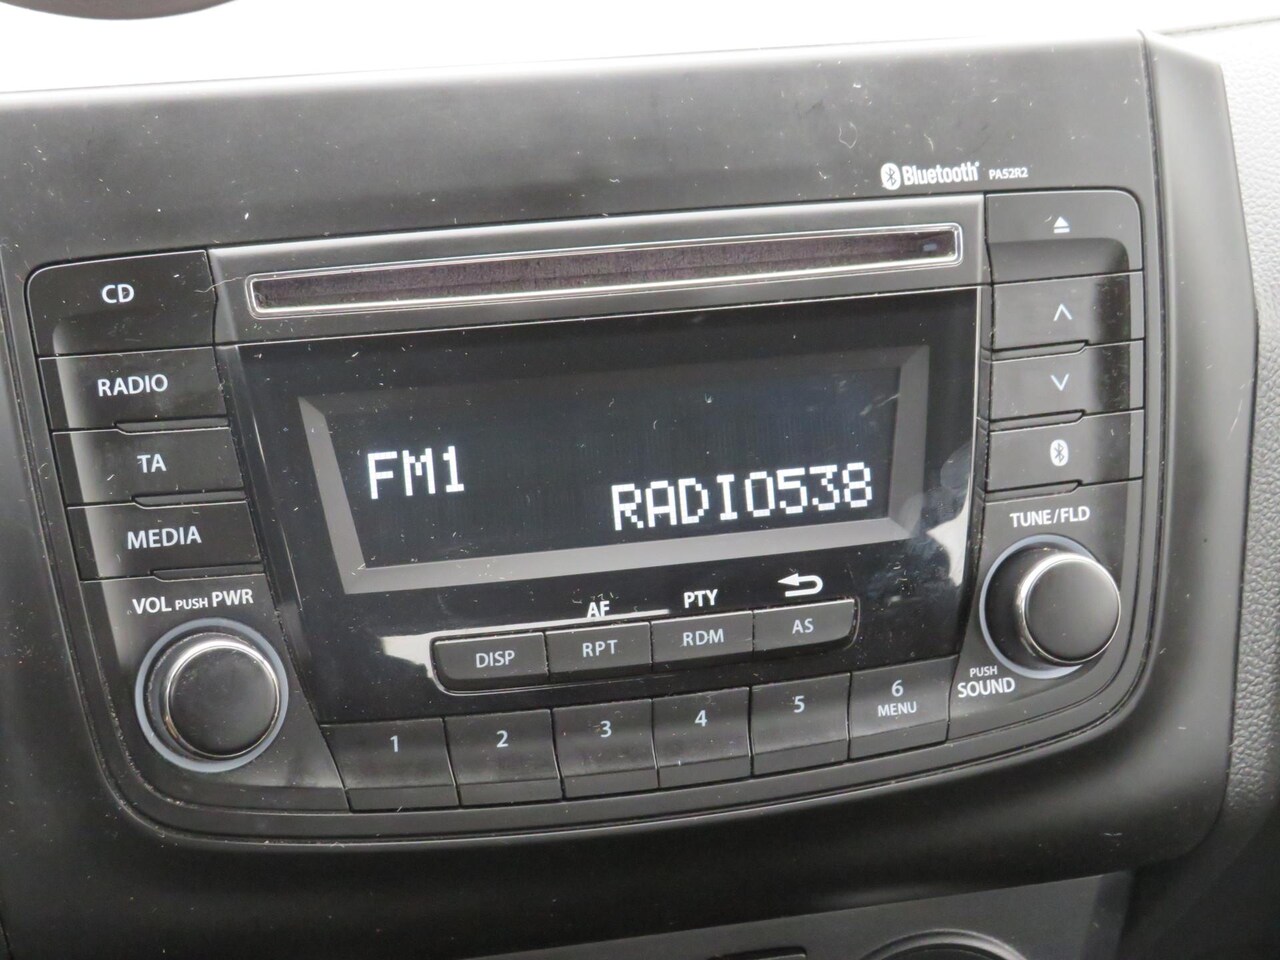 Bluetooth PA52R2
CD
RADIO
TA
MEDIA
FM1
RADIO538
VOL PUSH PWR
TUNE/FLD
PUSH
SOUND
AF
PTY
DISP
RPT
RDM
AS
1
2
3
4
5
6
MENU